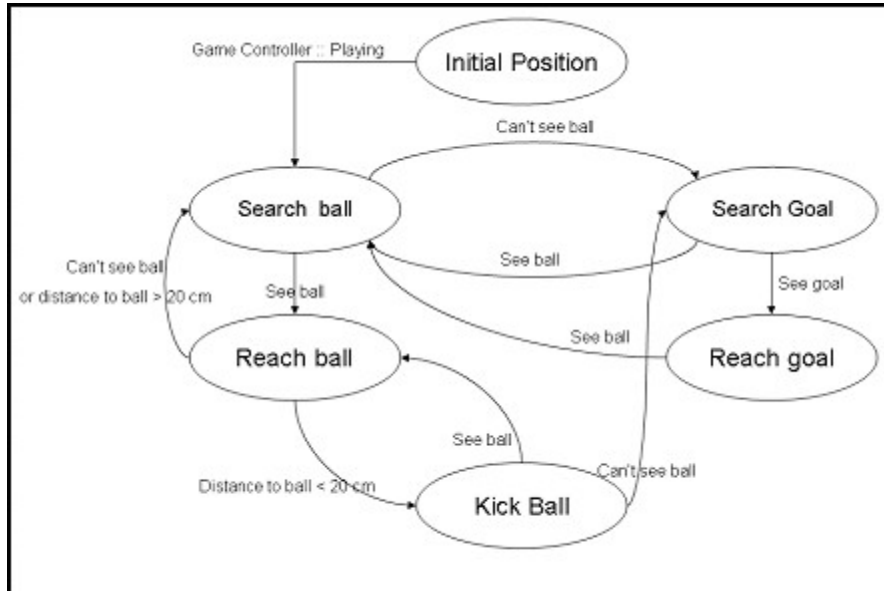 Game Controller :: Playing
Initial Position
Can't see ball
Search ball
Search Goal
Can't see ball
or distance to ball > 20 cm
See ball
See ball
See goal
See ball
Reach ball
Reach goal
See ball
Can't see ball
Distance to ball < 20 cm
Kick Ball